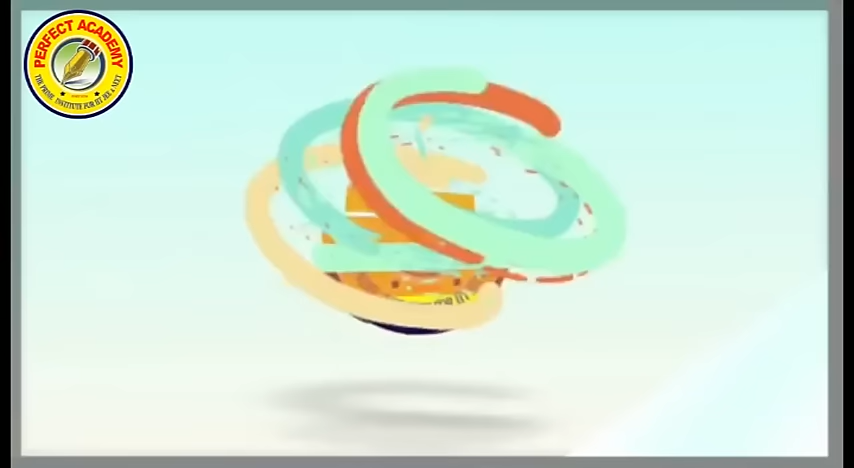 PERFECT ACADEMY
THE PRIME INSTITUTE FOR IIT JEE & NEET